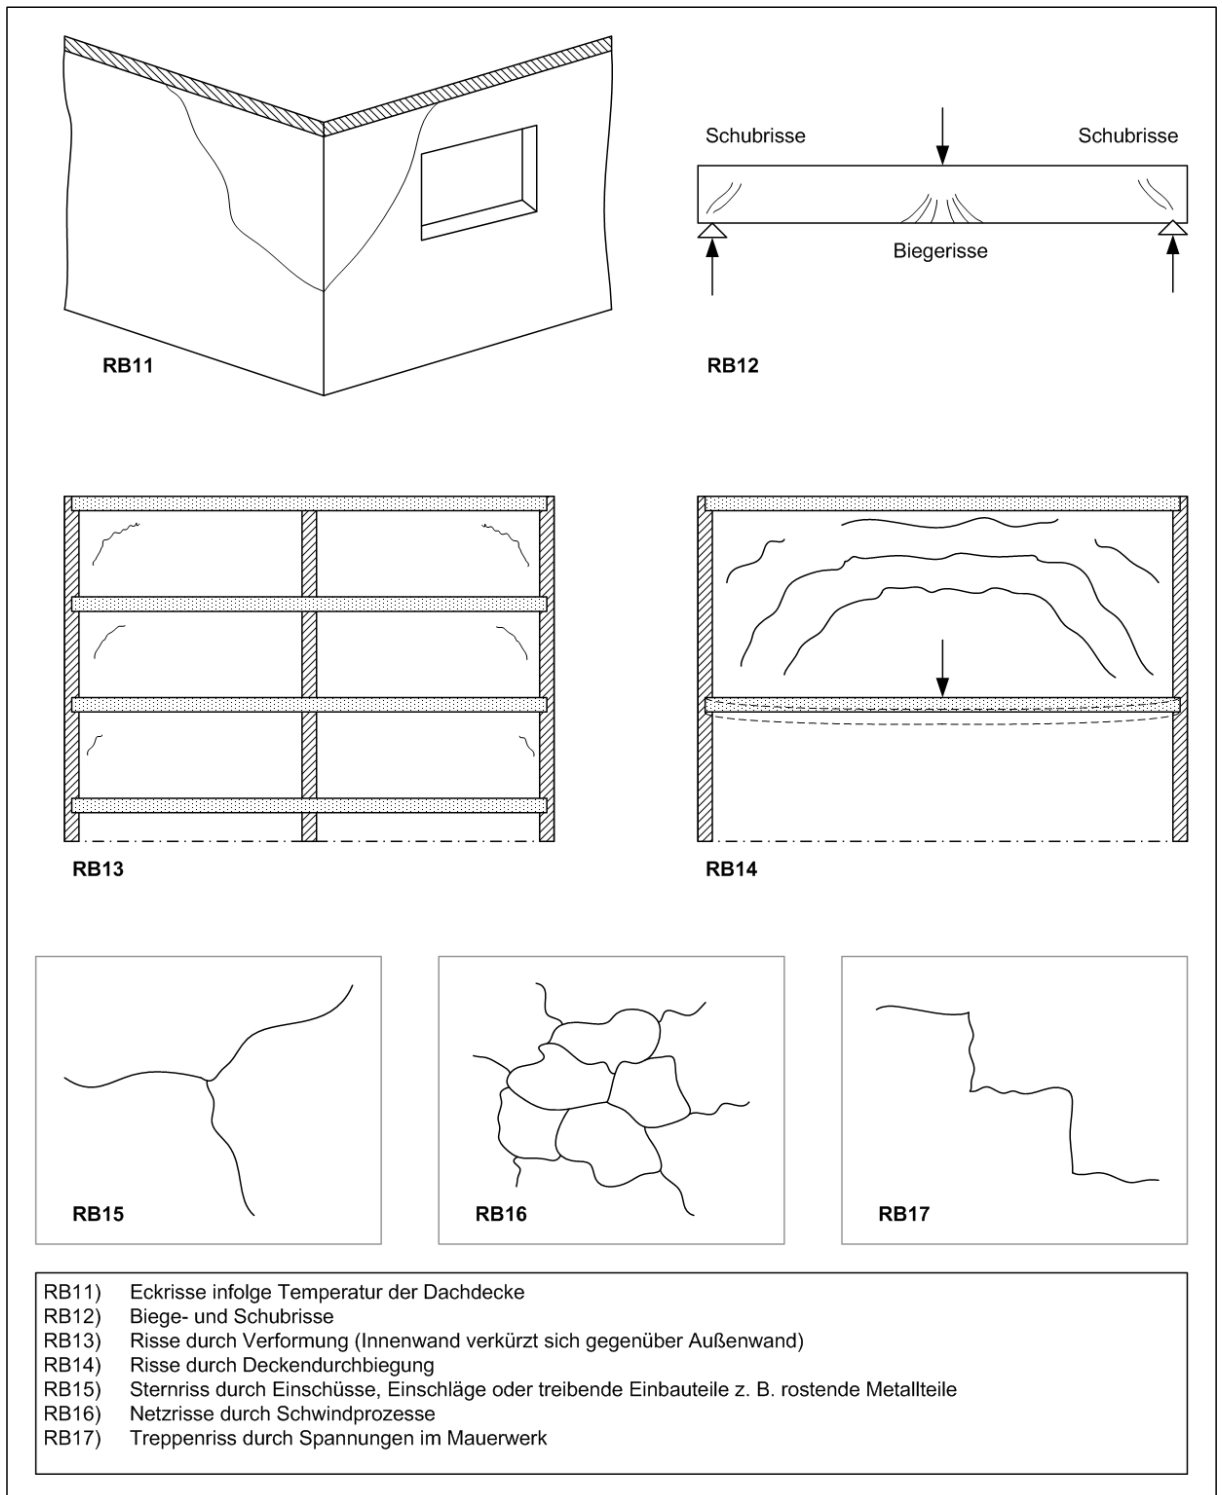 Schubrisse
Schubrisse
Biegerisse
RB11
RB12
RB13
RB14
RB15
RB16
RB17
RB11) Eckrisse infolge Temperatur der Dachdecke
RB12) Biege- und Schubrisse
RB13) Risse durch Verformung (Innenwand verkürzt sich gegenüber Außenwand)
RB14) Risse durch Deckendurchbiegung
RB15) Sternriss durch Einschüsse, Einschläge oder treibende Einbauteile z. B. rostende Metallteile
RB16) Netzrisse durch Schwindprozesse
RB17) Treppenriss durch Spannungen im Mauerwerk